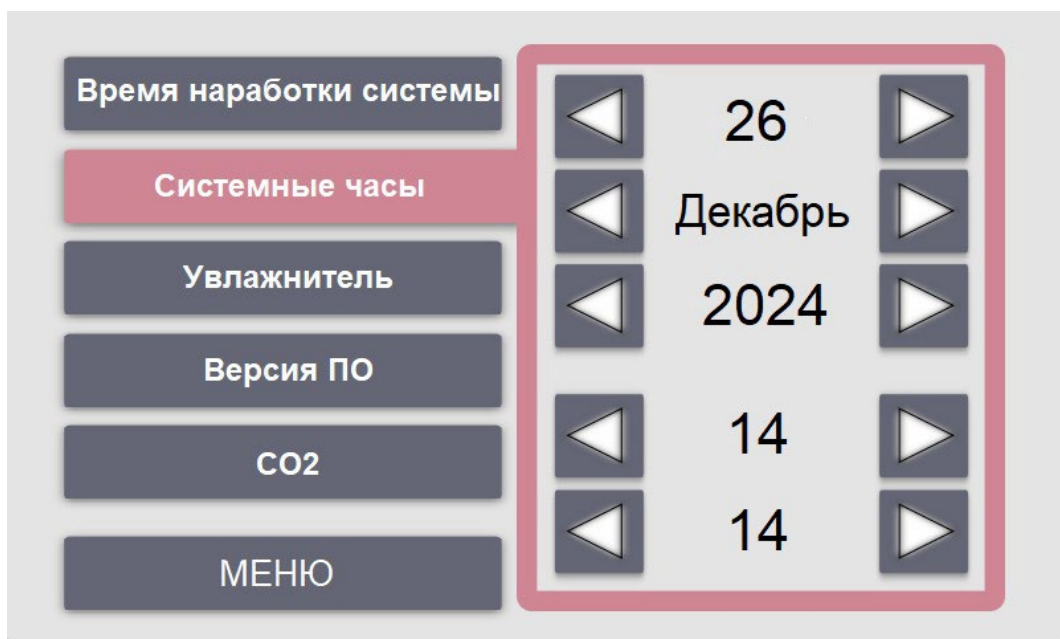 Время наработки системы
Системные часы
Увлажнитель
Версия ПО
CO2
МЕНЮ
26
Декабрь
2024
14
14